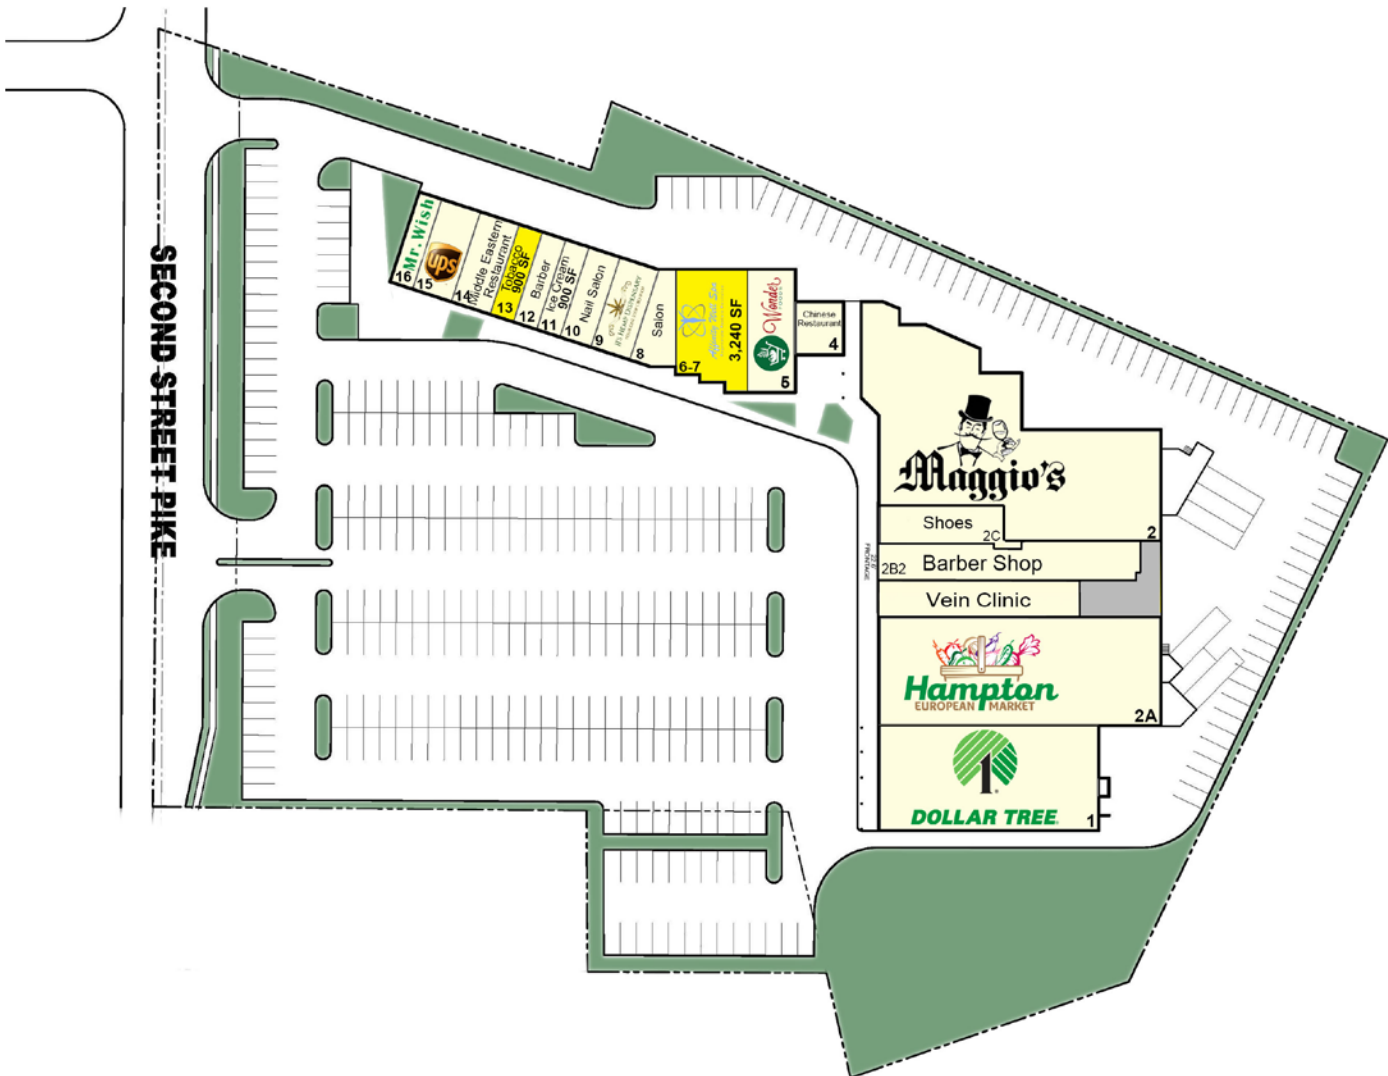 SECOND STREET PIKE
Mr. Wish
16
ups
15
Middle Eastern
Restaurant
14
Tobacco
900 SF
13
Barber
12
Ice Cream
900 SF
11
Nail Salon
10
9
Salon
8
3,240 SF
6-7
Wonder
5
Chinese
Restaurant
4
Maggio's
2
Shoes
2C
FRONTAGE
2B2
Barber Shop
Vein Clinic
Hampton
EUROPEAN MARKET
2A
1
DOLLAR TREE
1